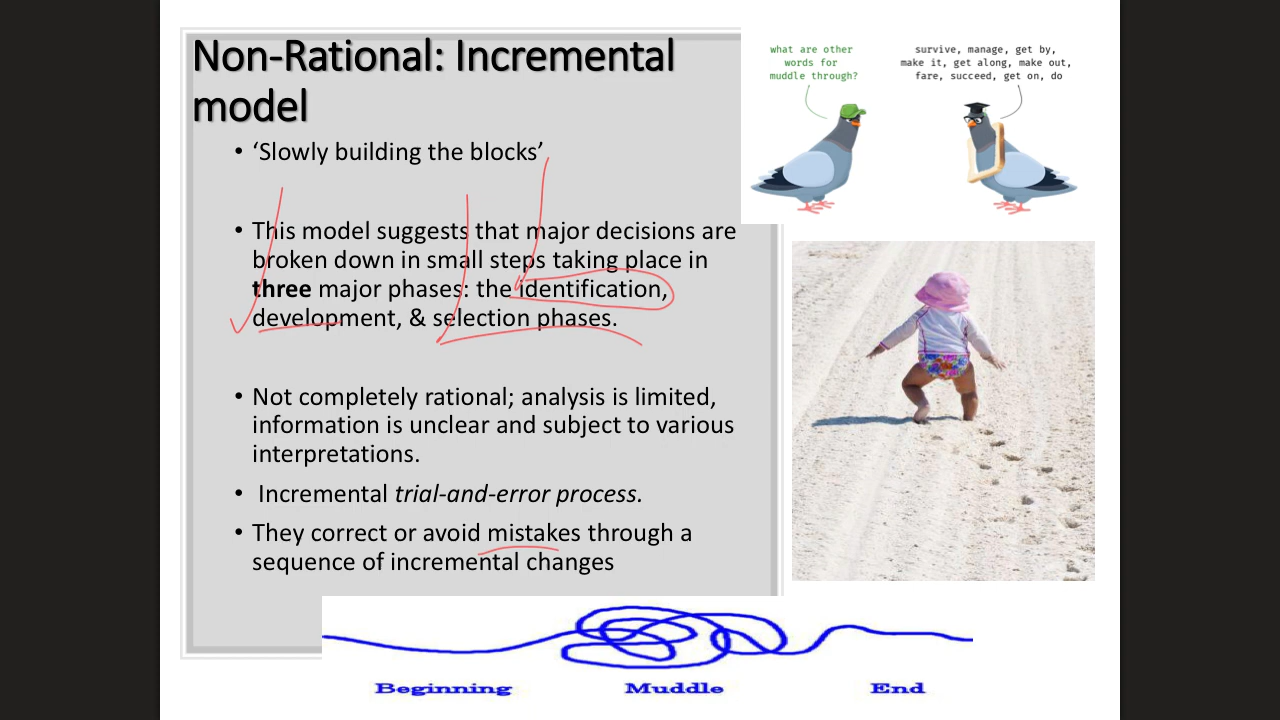 Non-Rational: Incremental
model
• ‘Slowly building the blocks’
• This model suggests that major decisions are
broken down in small steps taking place in
three major phases: the identification,
development, & selection phases.
• Not completely rational; analysis is limited,
information is unclear and subject to various
interpretations.
• Incremental trial-and-error process.
• They correct or avoid mistakes through a
sequence of incremental changes
what are other
words for
muddle through?
survive, manage, get by,
make it, get along, make out,
fare, succeed, get on, do
Beginning Muddle End